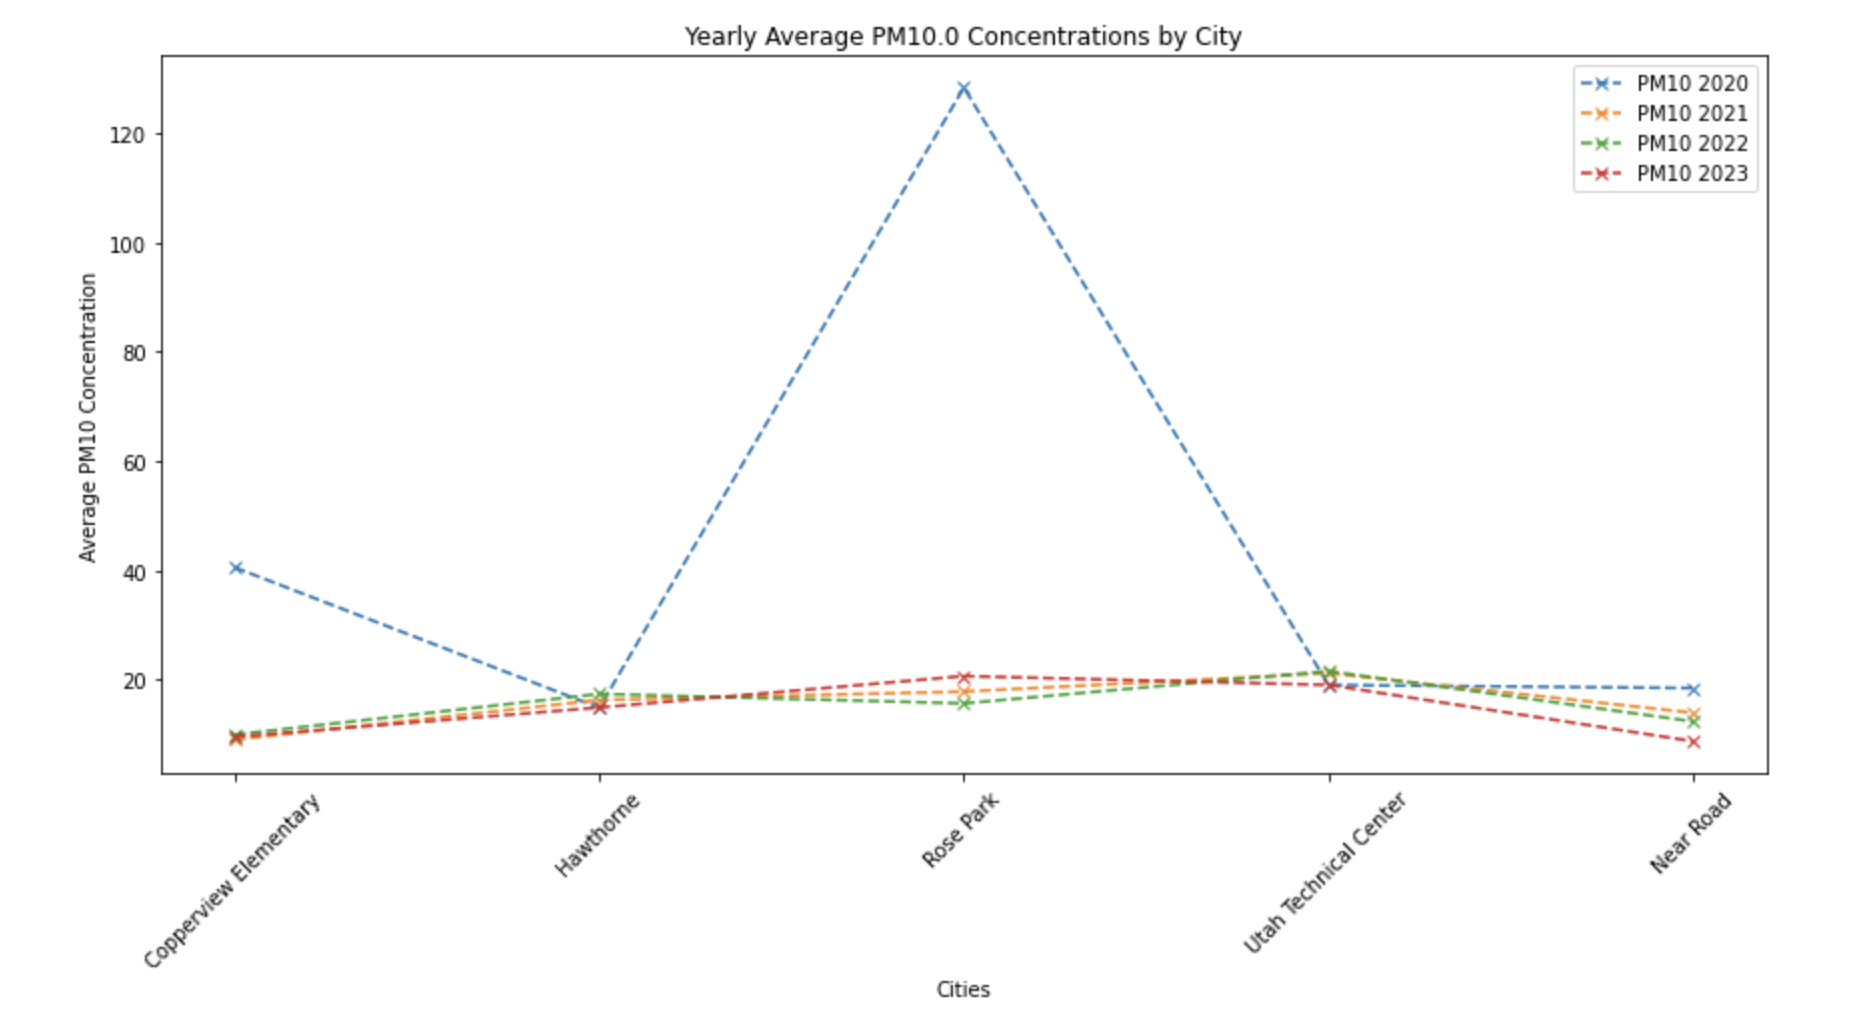 Yearly Average PM10.0 Concentrations by City
PM10 2020
PM10 2021
PM10 2022
PM10 2023
Average PM10 Concentration
120
100
80
60
40
20
Copperview Elementary
Hawthorne
Rose Park
Utah Technical Center
Near Road
Cities